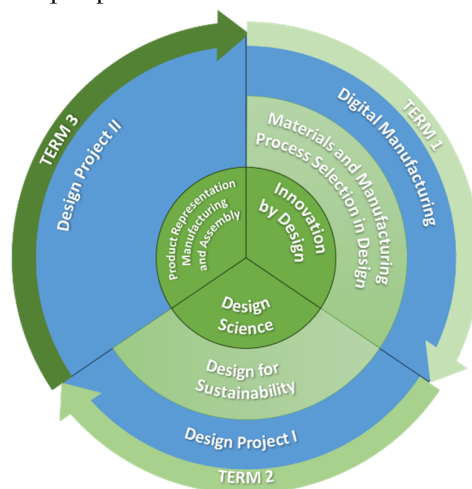 TERM 1
Digital Manufacturing
Materials and Manufacturing
Process Selection in Design
Innovation
by Design
TERM 2
Design Project I
Design for
Sustainability
Design
Science
TERM 3
Design Project II
Product Representation
Manufacturing
and Assembly